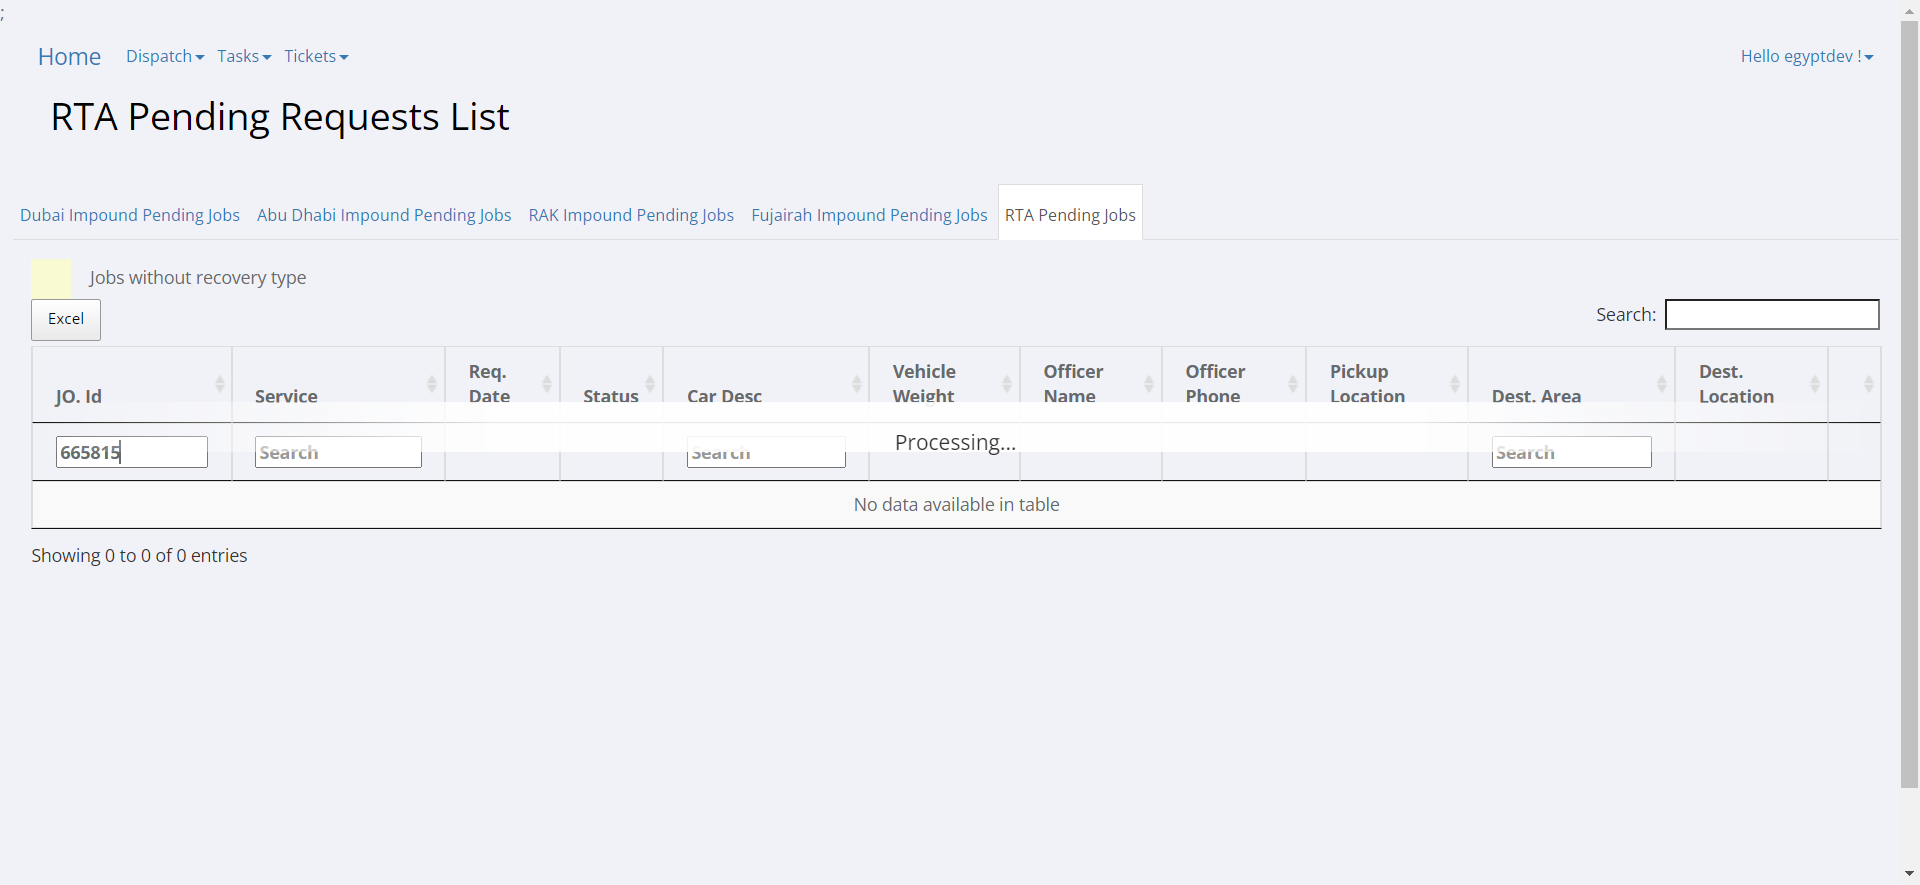 ;
Home Dispatch Tasks Tickets Hello egyptdev !
RTA Pending Requests List
Dubai Impound Pending Jobs Abu Dhabi Impound Pending Jobs RAK Impound Pending Jobs Fujairah Impound Pending Jobs RTA Pending Jobs
Jobs without recovery type
Excel Search:
JO. Id Service Req. Date Status Car Desc Vehicle Weight Officer Name Officer Phone Pickup Location Dest. Area Dest. Location
665815 Search Search Processing... Search
No data available in table
Showing 0 to 0 of 0 entries